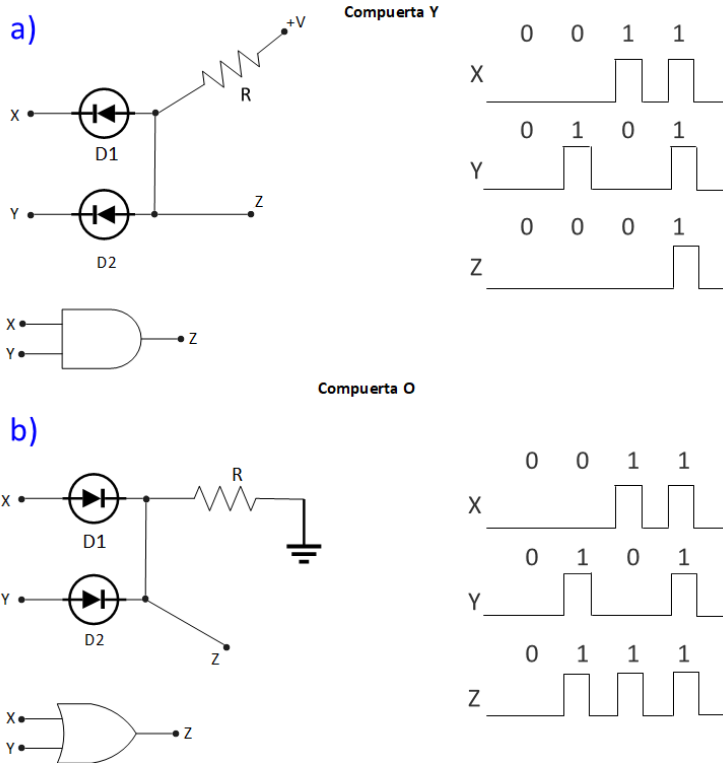 Compuerta Y
a)
+V
R
X
D1
Y
Z
D2
X
Y
Z
0 0 1 1
X
0 1 0 1
Y
0 0 0 1
Z
Compuerta O
b)
R
X
D1
Y
D2
Z
X
Y
Z
0 0 1 1
X
0 1 0 1
Y
0 1 1 1
Z